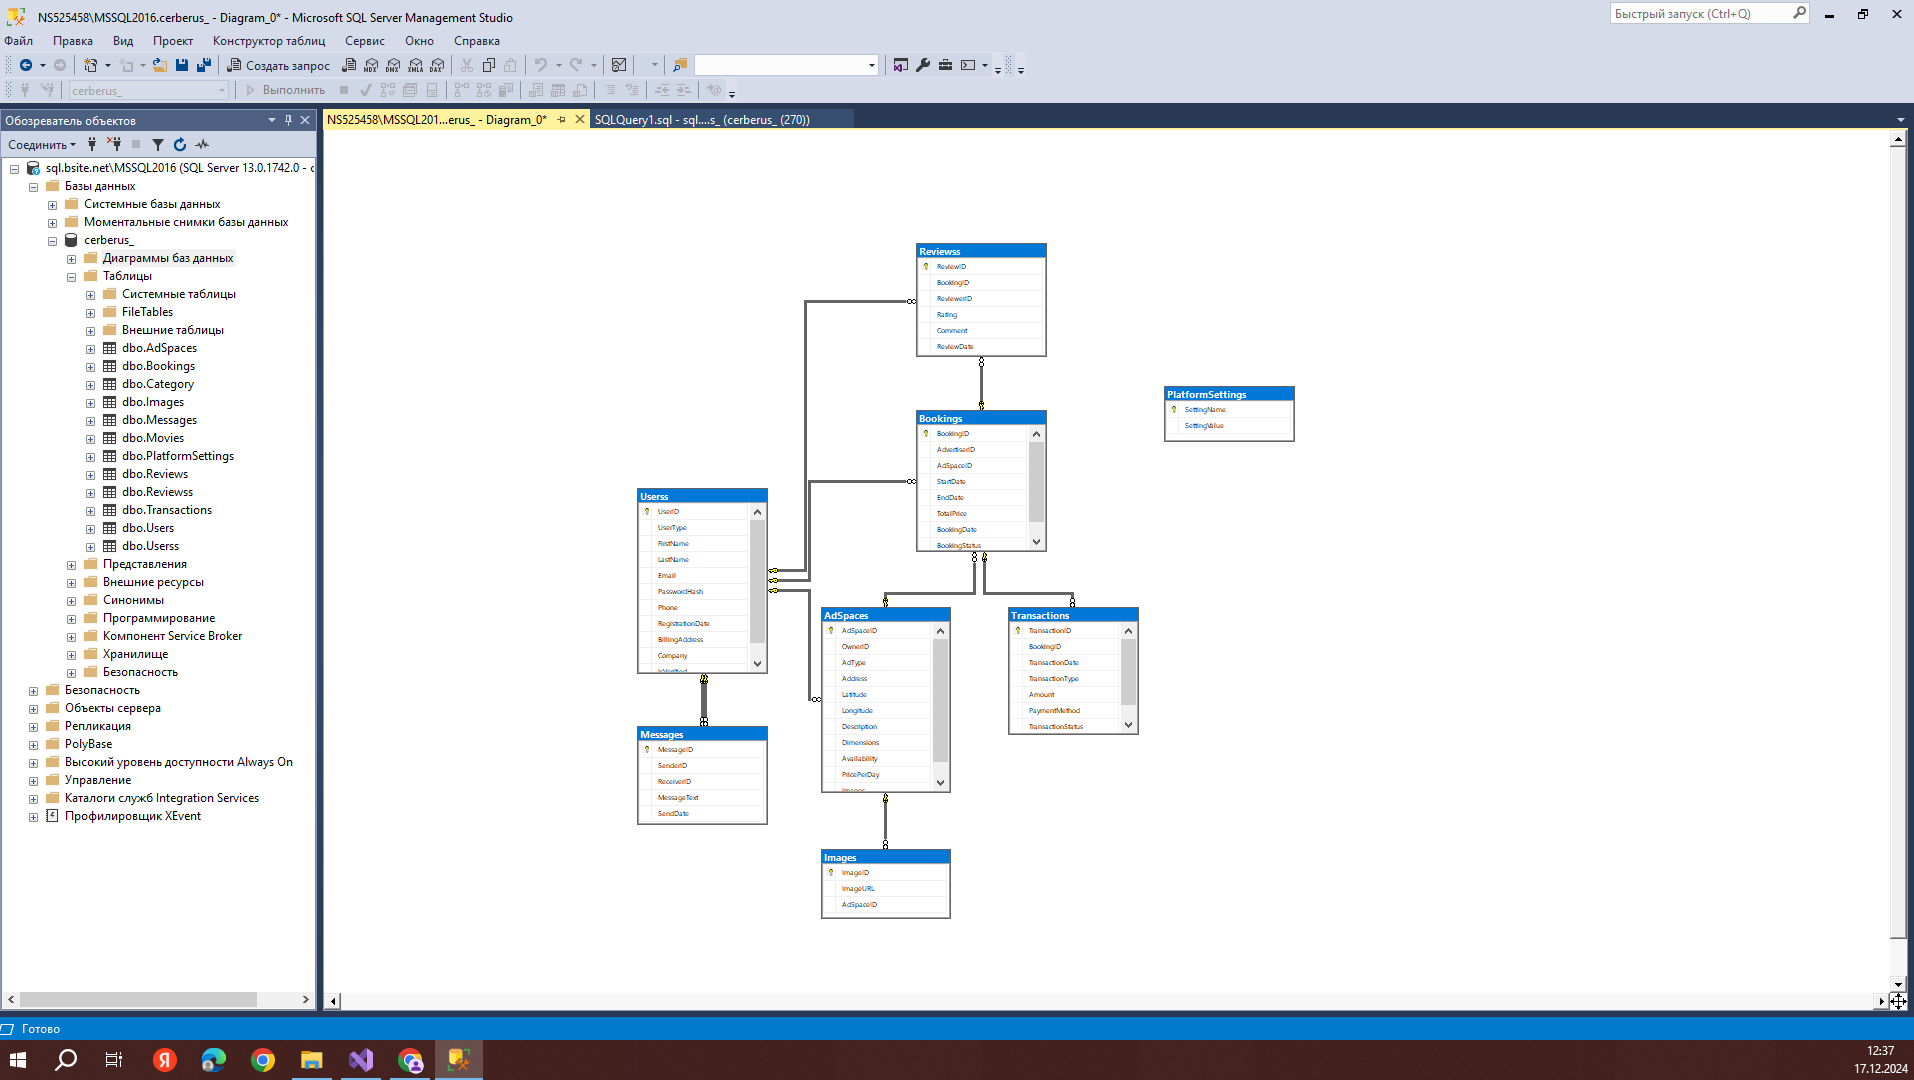 NS525458\MSSQL2016.cerberus_ - Diagram_0* - Microsoft SQL Server Management Studio
Быстрый запуск (Ctrl+Q)
Файл Правка Вид Проект Конструктор таблиц Сервис Окно Справка
Создать запрос
MDX DMX XMLA DAX
cerberus_
Выполнить
Обозреватель объектов
NS525458\MSSQL201...erus_ - Diagram_0*
SQLQuery1.sql - sql....s_ (cerberus_ (270))
Соединить
sql.bsite.net\MSSQL2016 (SQL Server 13.0.1742.0 - c
Базы данных
Системные базы данных
Моментальные снимки базы данных
cerberus_
Диаграммы баз данных
Таблицы
Системные таблицы
FileTables
Внешние таблицы
dbo.AdSpaces
dbo.Bookings
dbo.Category
dbo.Images
dbo.Messages
dbo.Movies
dbo.PlatformSettings
dbo.Reviews
dbo.Reviewss
dbo.Transactions
dbo.Users
dbo.Userss
Представления
Внешние ресурсы
Синонимы
Программирование
Компонент Service Broker
Хранилище
Безопасность
Безопасность
Объекты сервера
Репликация
PolyBase
Высокий уровень доступности Always On
Управление
Каталоги служб Integration Services
Профилировщик XEvent
Reviewss
ReviewID
BookingID
ReviewerID
Rating
Comment
ReviewDate
PlatformSettings
SettingName
SettingValue
Bookings
BookingID
AdvertiserID
AdSpaceID
StartDate
EndDate
TotalPrice
BookingDate
BookingStatus
Userss
UserID
UserType
FirstName
LastName
Email
PasswordHash
Phone
RegistrationDate
BillingAddress
Company
IsVerified
AdSpaces
AdSpaceID
OwnerID
AdType
Address
Latitude
Longitude
Description
Dimensions
Availability
PricePerDay
Images
Transactions
TransactionID
BookingID
TransactionDate
TransactionType
Amount
PaymentMethod
TransactionStatus
Messages
MessageID
SenderID
ReceiverID
MessageText
SendDate
Images
ImageID
ImageURL
AdSpaceID
Готово
Я
12:37
17.12.2024